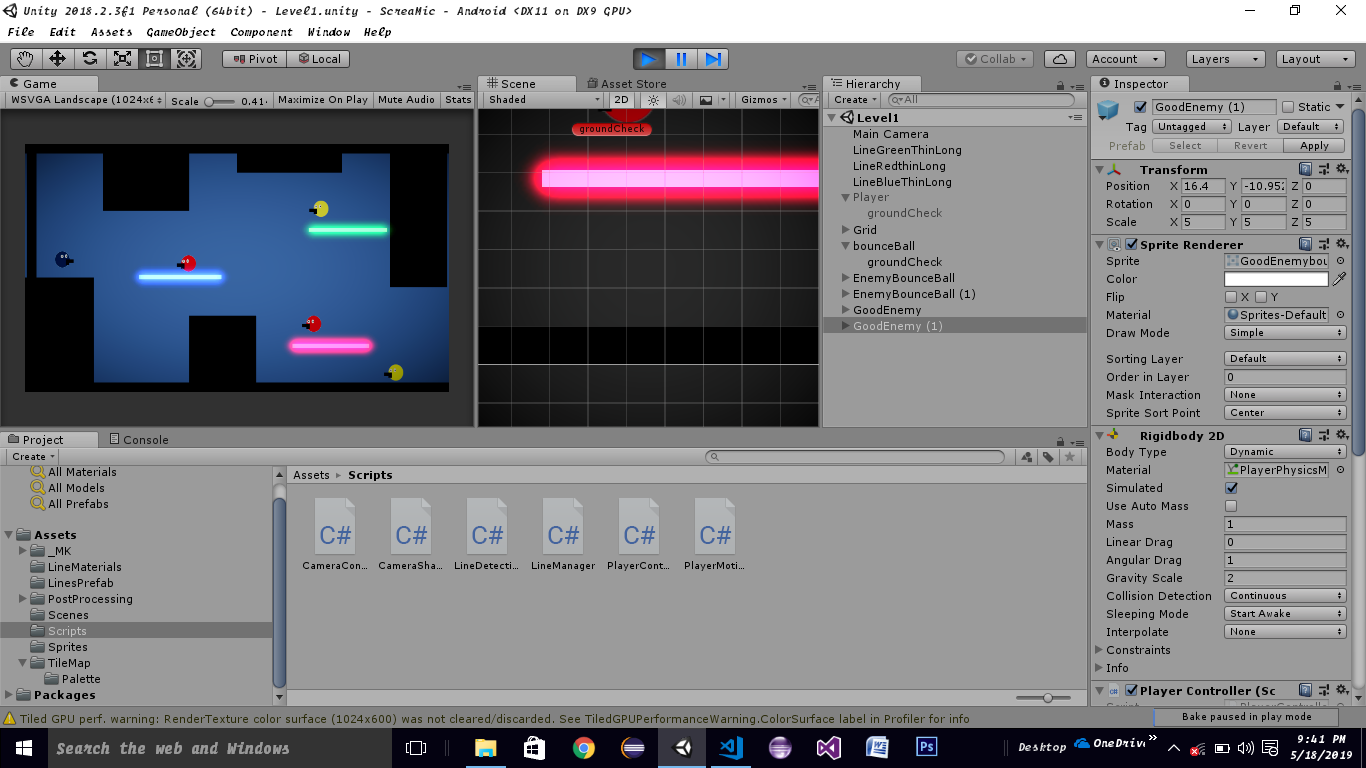 Unity 2018.2.3f1 Personal (64bit) - Level1.unity - ScreaMic - Android <DX11 on DX9 GPU>
File Edit Assets GameObject Component Window Help
Pivot Local Collab Account Layers Layout
Game
WSVGA Landscape (1024x6 Scale 0.41 Maximize On Play Mute Audio Stats
Scene Asset Store
Shaded 2D Gizmos All
groundCheck
Hierarchy
Create All
Level1
Main Camera
LineGreenThinLong
LineRedthinLong
LineBlueThinLong
Player
groundCheck
Grid
bounceBall
groundCheck
EnemyBounceBall
EnemyBounceBall (1)
GoodEnemy
GoodEnemy (1)
Inspector
GoodEnemy (1) Static
Tag Untagged Layer Default
Prefab Select Revert Apply
Transform
Position X 16.4 Y -10.952 Z 0
Rotation X 0 Y 0 Z 0
Scale X 5 Y 5 Z 5
Sprite Renderer
Sprite GoodEnemybou
Color
Flip X Y
Material Sprites-Default
Draw Mode Simple
Sorting Layer Default
Order in Layer 0
Mask Interaction None
Sprite Sort Point Center
Rigidbody 2D
Body Type Dynamic
Material PlayerPhysicsM
Simulated
Use Auto Mass
Mass 1
Linear Drag 0
Angular Drag 1
Gravity Scale 2
Collision Detection Continuous
Sleeping Mode Start Awake
Interpolate None
Constraints
Info
Player Controller (Sc
Project Console
Create
All Materials
All Models
All Prefabs
Assets
_MK
LineMaterials
LinesPrefab
PostProcessing
Scenes
Scripts
Sprites
TileMap
Palette
Packages
Assets Scripts
C# C# C# C# C# C#
CameraCon... CameraSha... LineDetecti... LineManager PlayerCont... PlayerMoti...
Tiled GPU perf. warning: RenderTexture color surface (1024x600) was not cleared/discarded. See TiledGPUPerformanceWarning.ColorSurface label in Profiler for info
Bake paused in play mode
Search the web and Windows
Ps
Desktop OneDrive
9:41 PM
5/18/2019